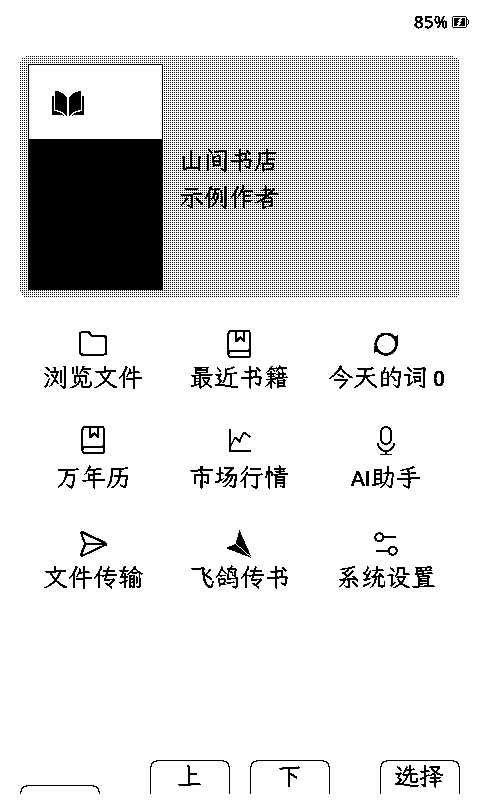 85%
山间书店
示例作者
浏览文件 最近书籍 今天的词 0
万年历 市场行情 AI助手
文件传输 飞鸽传书 系统设置
上 下 选择